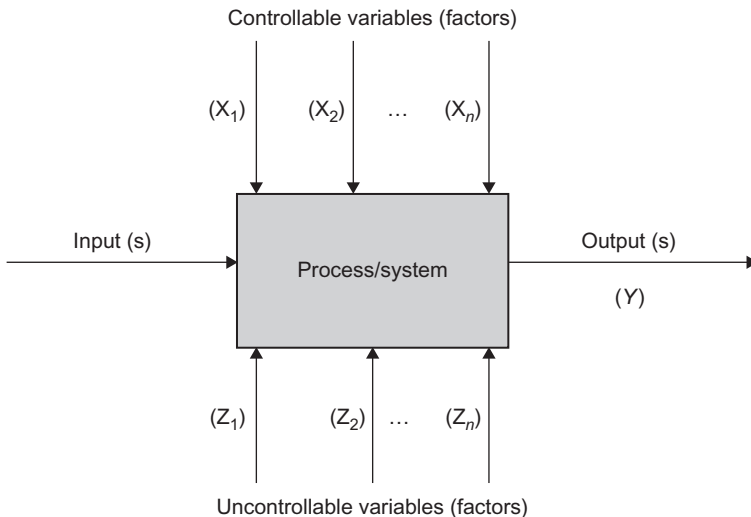 Controllable variables (factors)
(X₁) (X₂) … (Xₙ)
Input (s)
Output (s)
Process/system
(Y)
(Z₁) (Z₂) … (Zₙ)
Uncontrollable variables (factors)